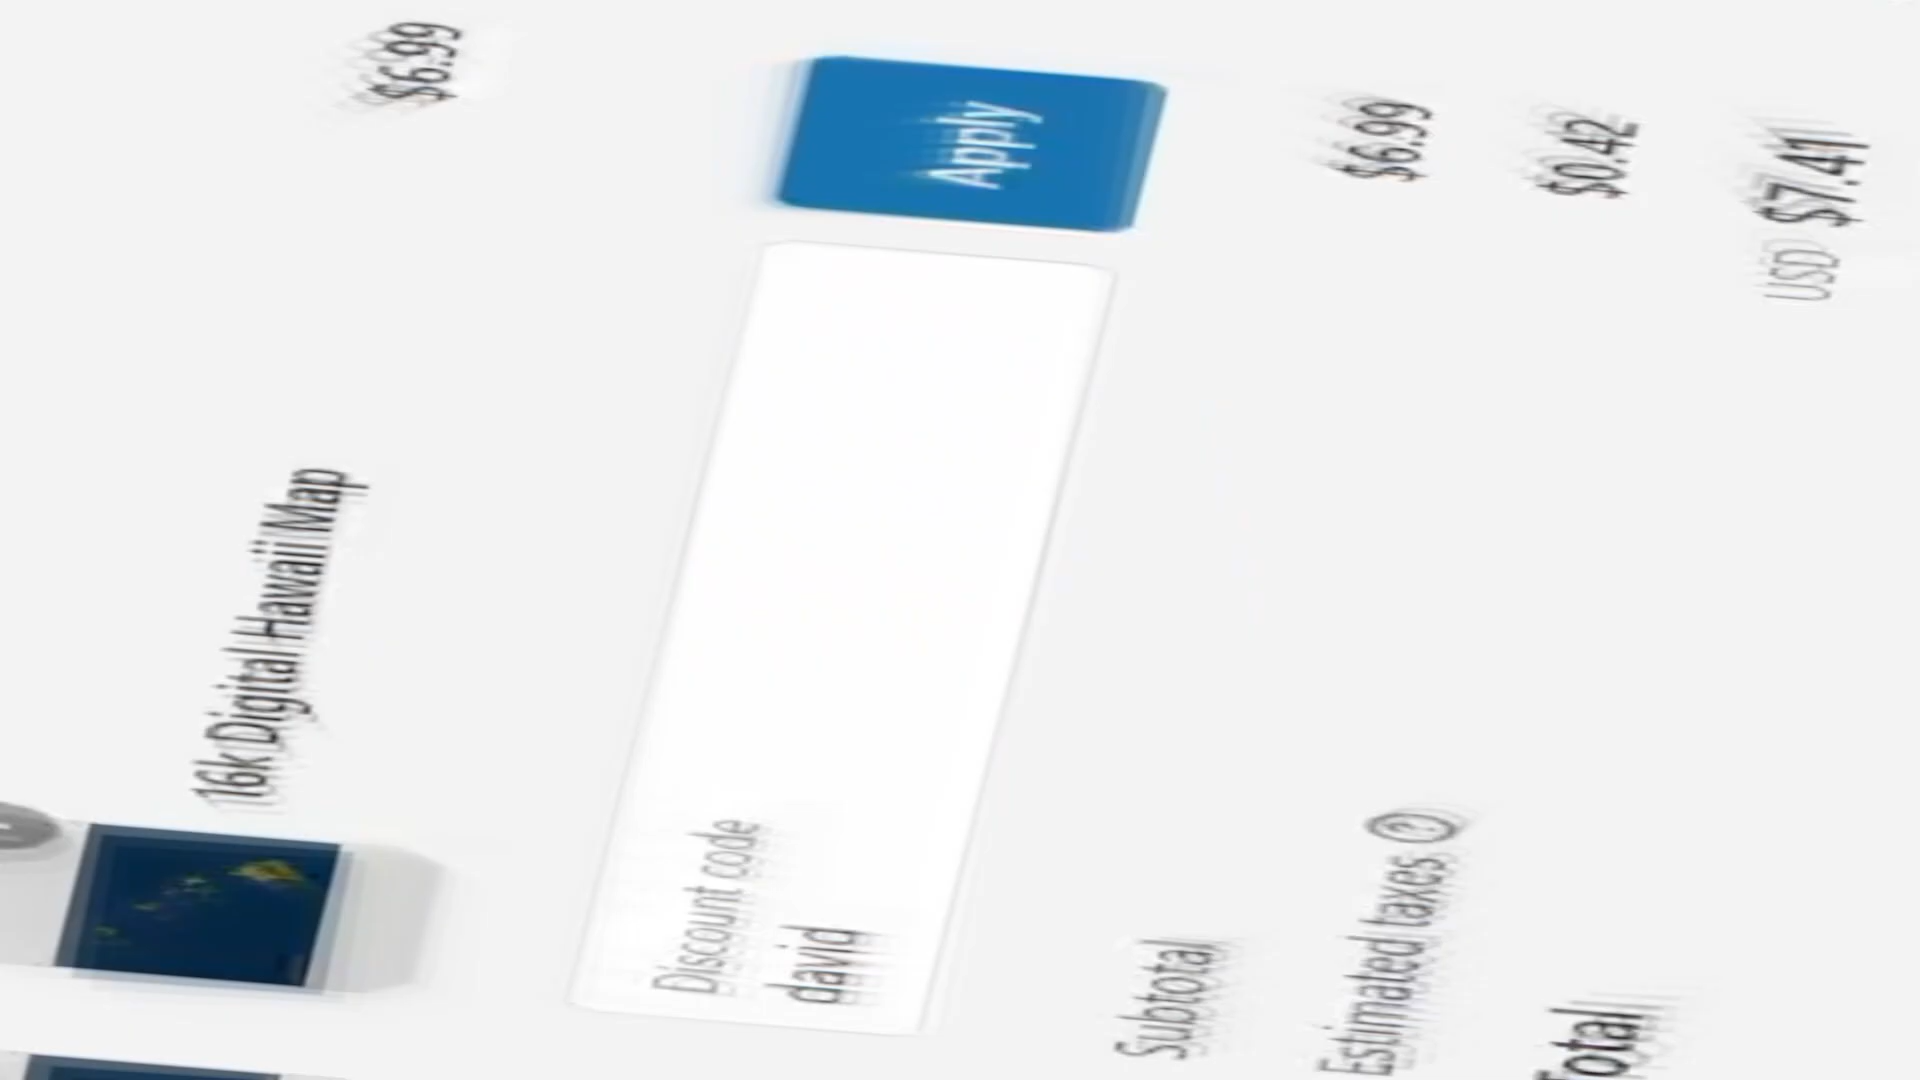 16k Digital Hawaii Map $6.99
Discount code
david
Apply
Subtotal $6.99
Estimated taxes $0.42
Total USD $7.41